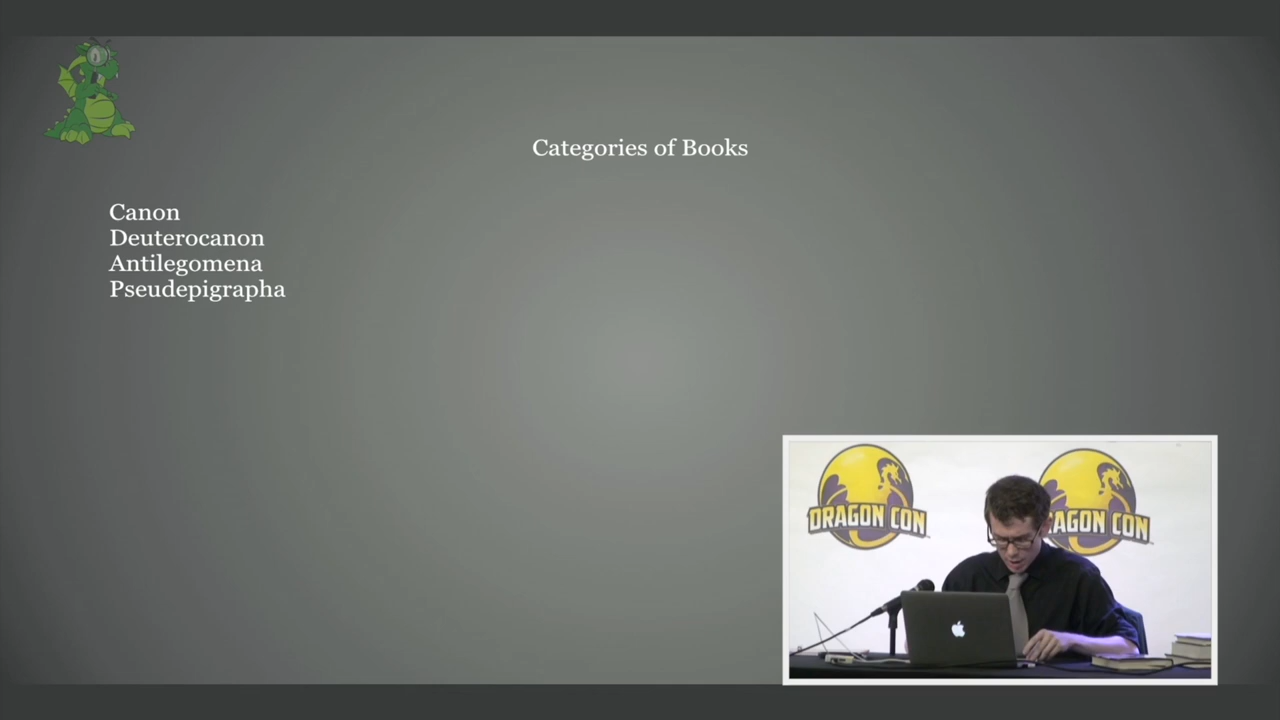 Categories of Books
Canon
Deuterocanon
Antilegomena
Pseudepigrapha
DRAGON CON
AGON CON